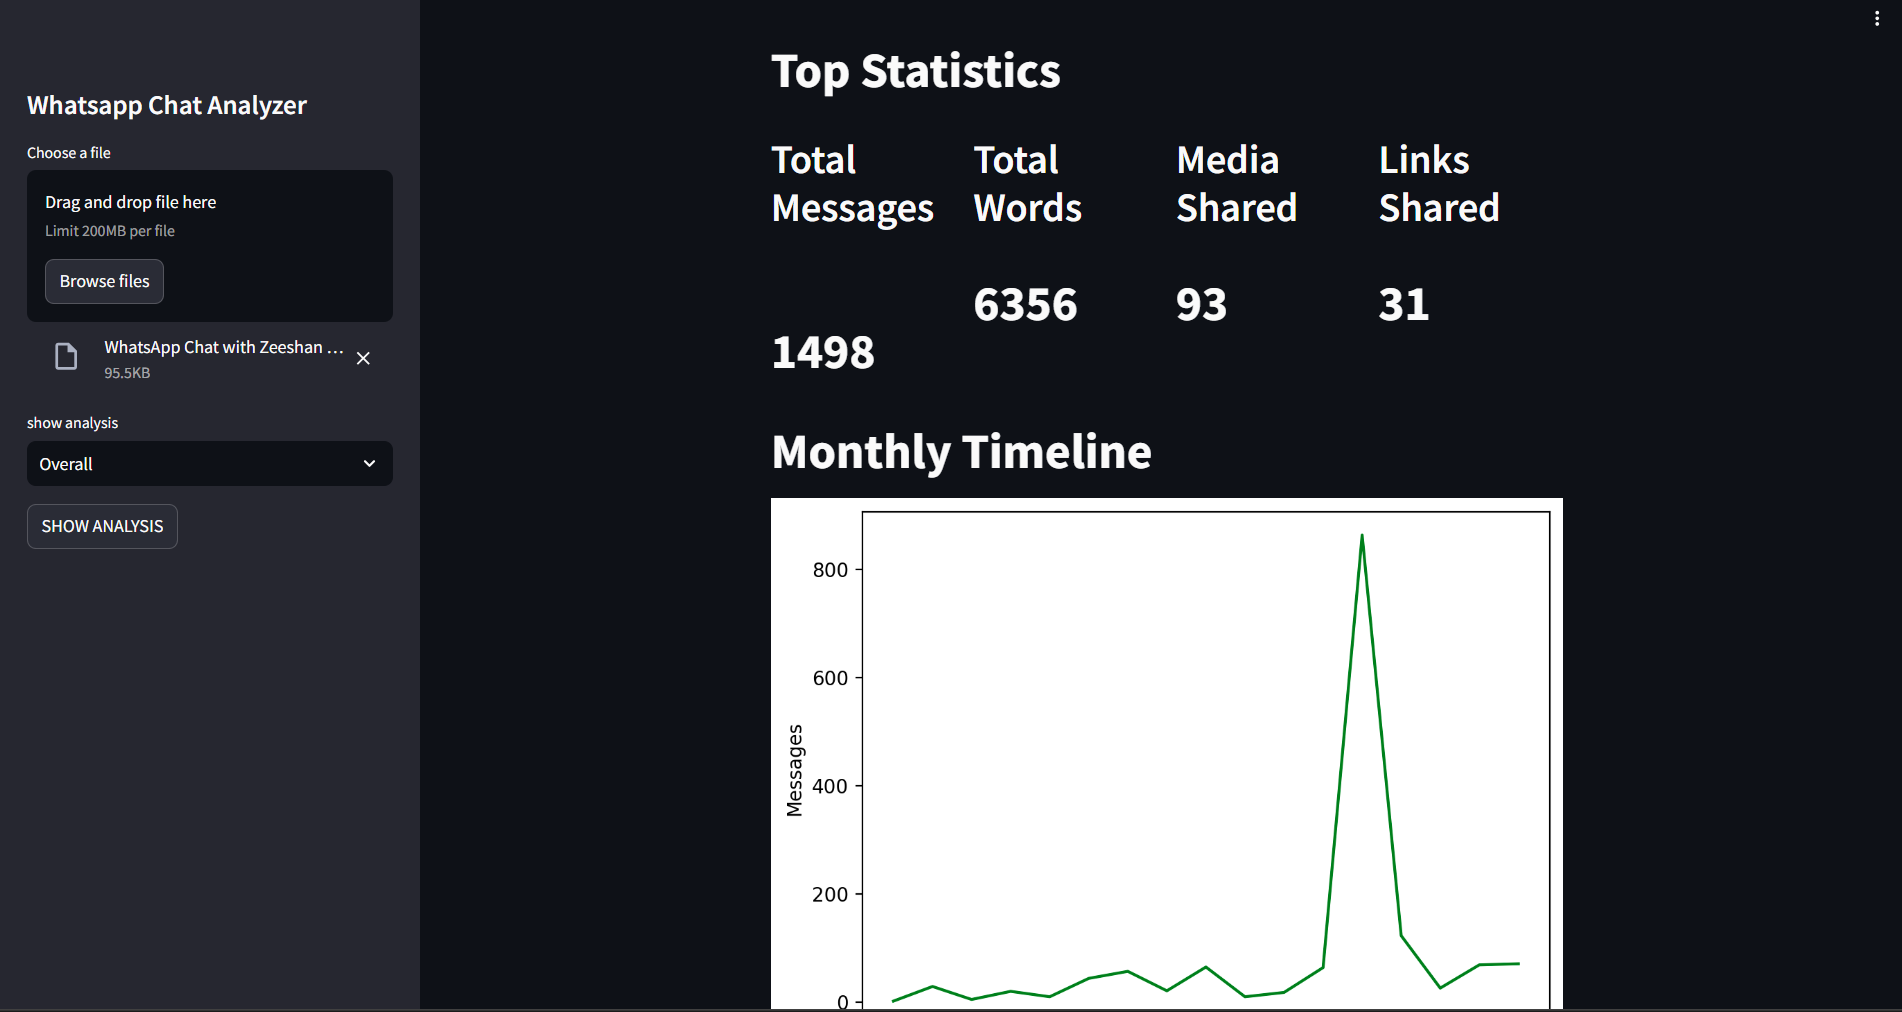 Whatsapp Chat Analyzer
Choose a file
Drag and drop file here
Limit 200MB per file
Browse files
WhatsApp Chat with Zeeshan ...
95.5KB
show analysis
Overall
SHOW ANALYSIS
Top Statistics
Total
Messages
1498
Total
Words
6356
Media
Shared
93
Links
Shared
31
Monthly Timeline
Messages
800
600
400
200
0